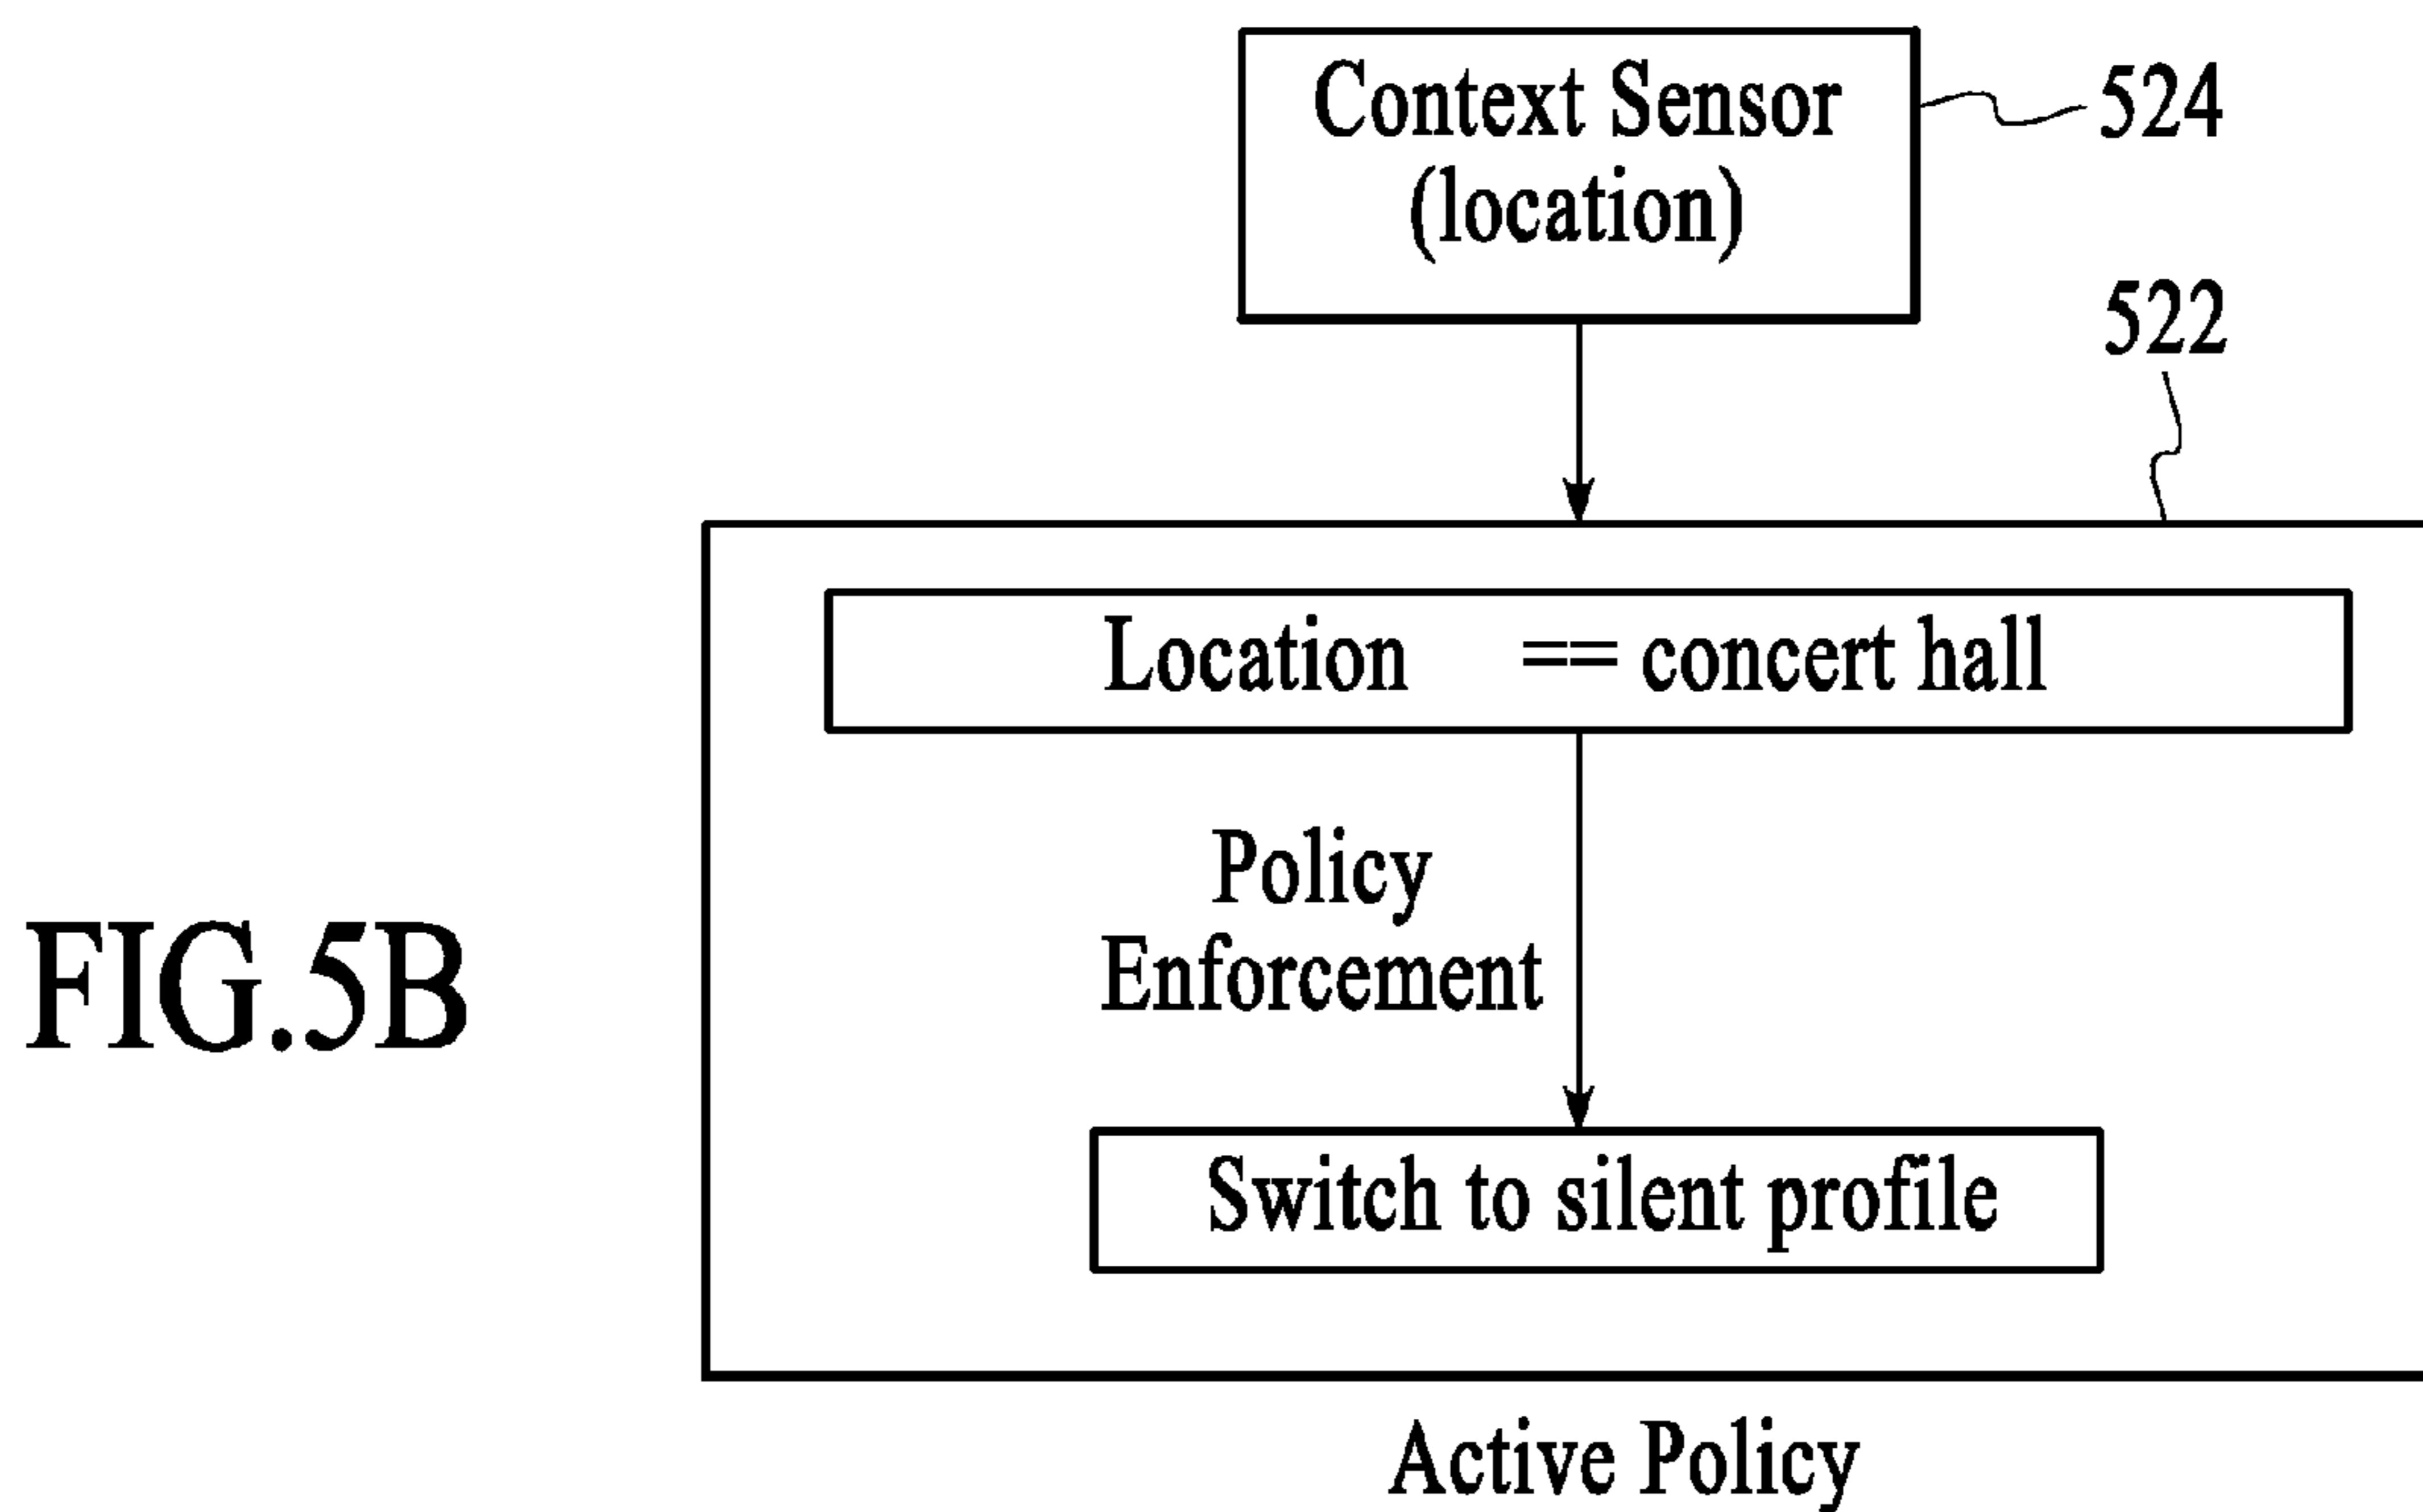 Context Sensor
(location)
524
522
Location == concert hall
Policy
Enforcement
Switch to silent profile
FIG.5B
Active Policy